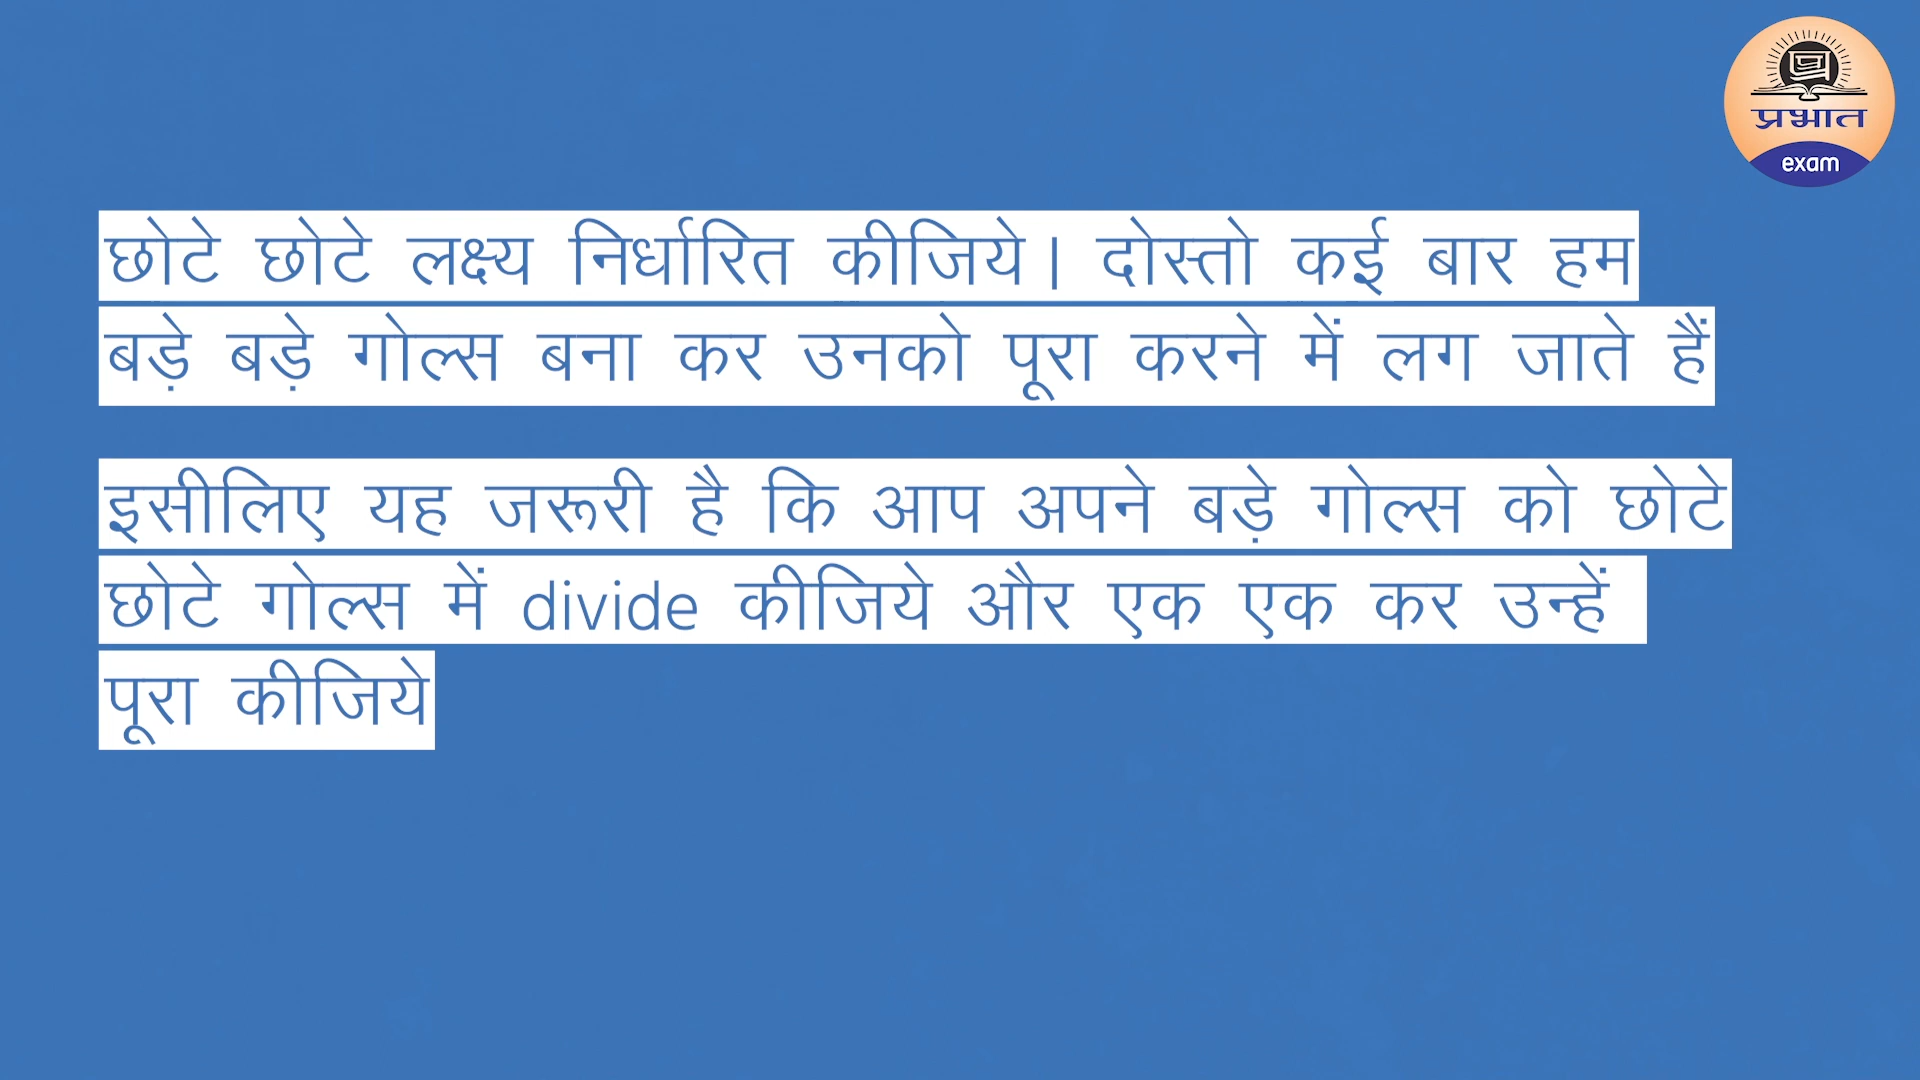 प्रभात
exam
छोटे छोटे लक्ष्य निर्धारित कीजिये। दोस्तो कई बार हम
बड़े बड़े गोल्स बना कर उनको पूरा करने में लग जाते हैं
इसीलिए यह जरूरी है कि आप अपने बड़े गोल्स को छोटे
छोटे गोल्स में divide कीजिये और एक एक कर उन्हें
पूरा कीजिये